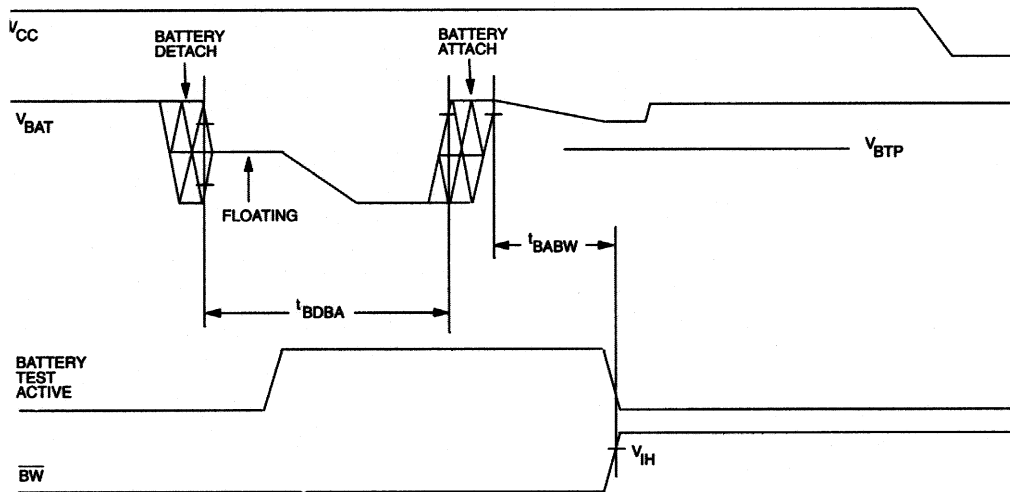 VCC
BATTERY
DETACH
BATTERY
ATTACH
VBAT
VBTP
FLOATING
tBABW
tBDBA
BATTERY
TEST
ACTIVE
VIH
BW